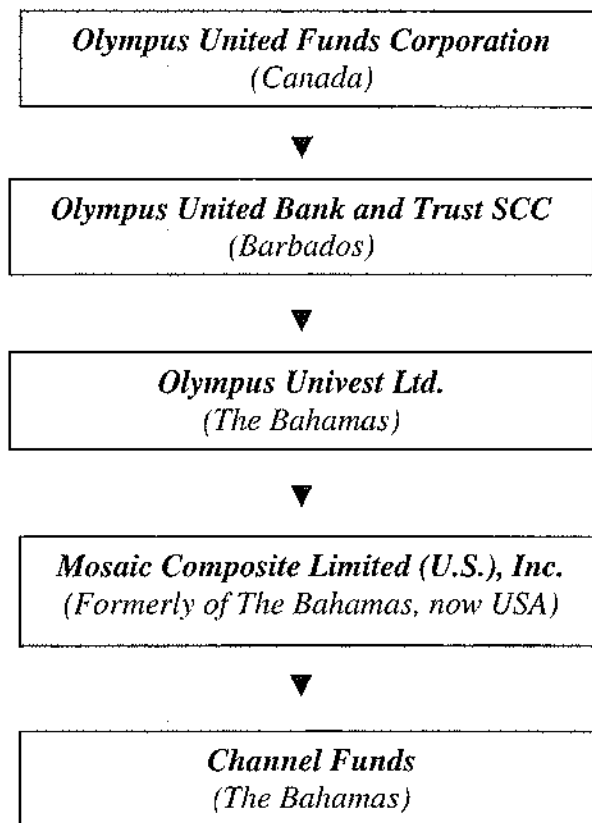 Olympus United Funds Corporation
(Canada)
Olympus United Bank and Trust SCC
(Barbados)
Olympus Univest Ltd.
(The Bahamas)
Mosaic Composite Limited (U.S.), Inc.
(Formerly of The Bahamas, now USA)
Channel Funds
(The Bahamas)